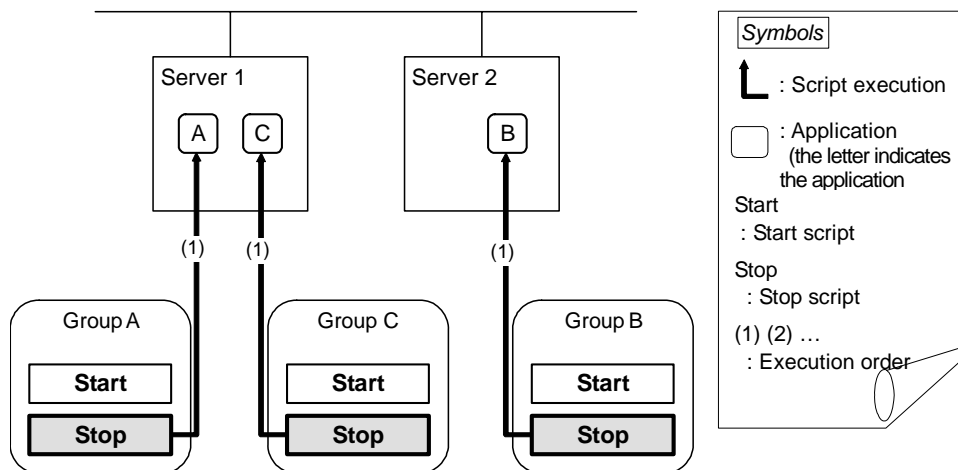 Server 1
Server 2
A
C
B
(1)
(1)
(1)
Group A
Group C
Group B
Start
Start
Start
Stop
Stop
Stop
Symbols
: Script execution
: Application
(the letter indicates
the application
Start
: Start script
Stop
: Stop script
(1) (2) …
: Execution order